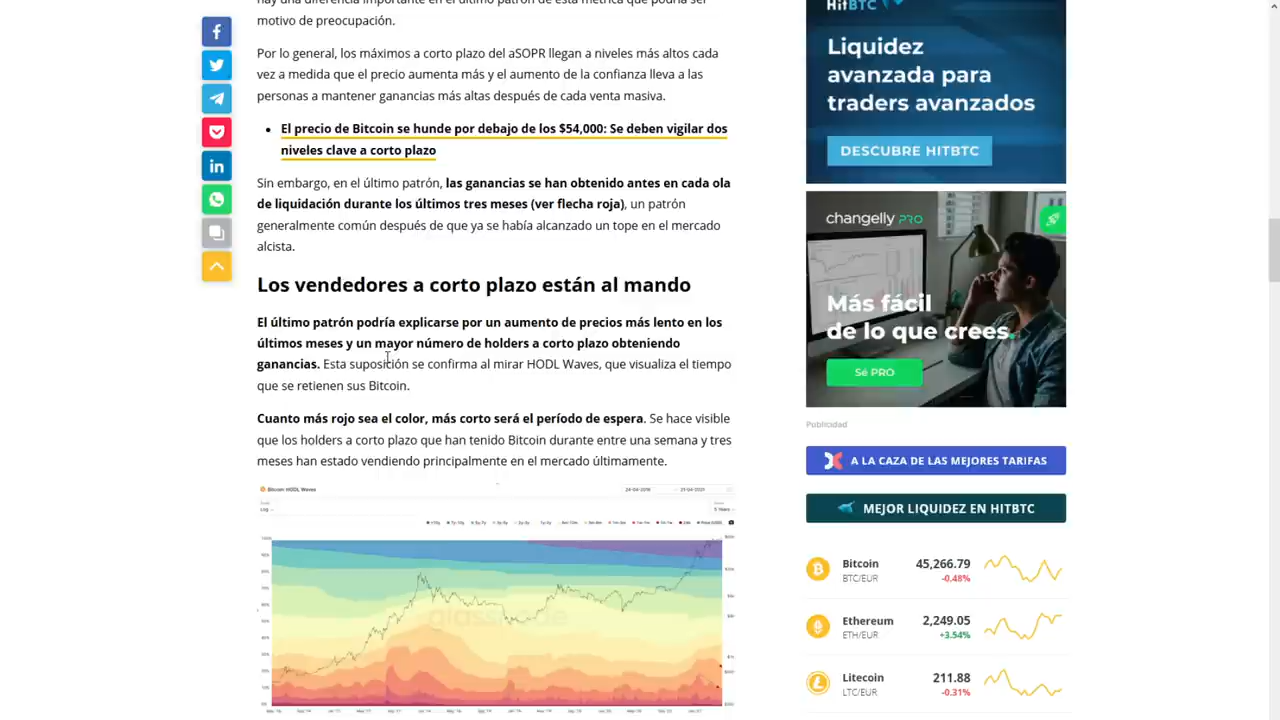 hay una diferencia importante en el último patrón de esta métrica que podría ser
motivo de preocupación.
Por lo general, los máximos a corto plazo del aSOPR llegan a niveles más altos cada
vez a medida que el precio aumenta más y el aumento de la confianza lleva a las
personas a mantener ganancias más altas después de cada venta masiva.
El precio de Bitcoin se hunde por debajo de los $54,000: Se deben vigilar dos
niveles clave a corto plazo
Sin embargo, en el último patrón, las ganancias se han obtenido antes en cada ola
de liquidación durante los últimos tres meses (ver flecha roja), un patrón
generalmente común después de que ya se había alcanzado un tope en el mercado
alcista.
Los vendedores a corto plazo están al mando
El último patrón podría explicarse por un aumento de precios más lento en los
últimos meses y un mayor número de holders a corto plazo obteniendo
ganancias. Esta suposición se confirma al mirar HODL Waves, que visualiza el tiempo
que se retienen sus Bitcoin.
Cuanto más rojo sea el color, más corto será el período de espera. Se hace visible
que los holders a corto plazo que han tenido Bitcoin durante entre una semana y tres
meses han estado vendiendo principalmente en el mercado últimamente.
Bitcoin: HODL Waves
glassnode
HitBTC
Liquidez
avanzada para
traders avanzados
DESCUBRE HITBTC
changelly PRO
Más fácil
de lo que crees.
Sé PRO
Publicidad
A LA CAZA DE LAS MEJORES TARIFAS
MEJOR LIQUIDEZ EN HITBTC
Bitcoin 45,266.79
BTC/EUR -0.48%
Ethereum 2,249.05
ETH/EUR +3.54%
Litecoin 211.88
LTC/EUR -0.31%